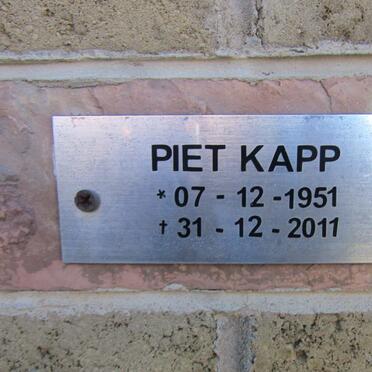 PIET KAPP
* 07 - 12 -1951
† 31 - 12 - 2011